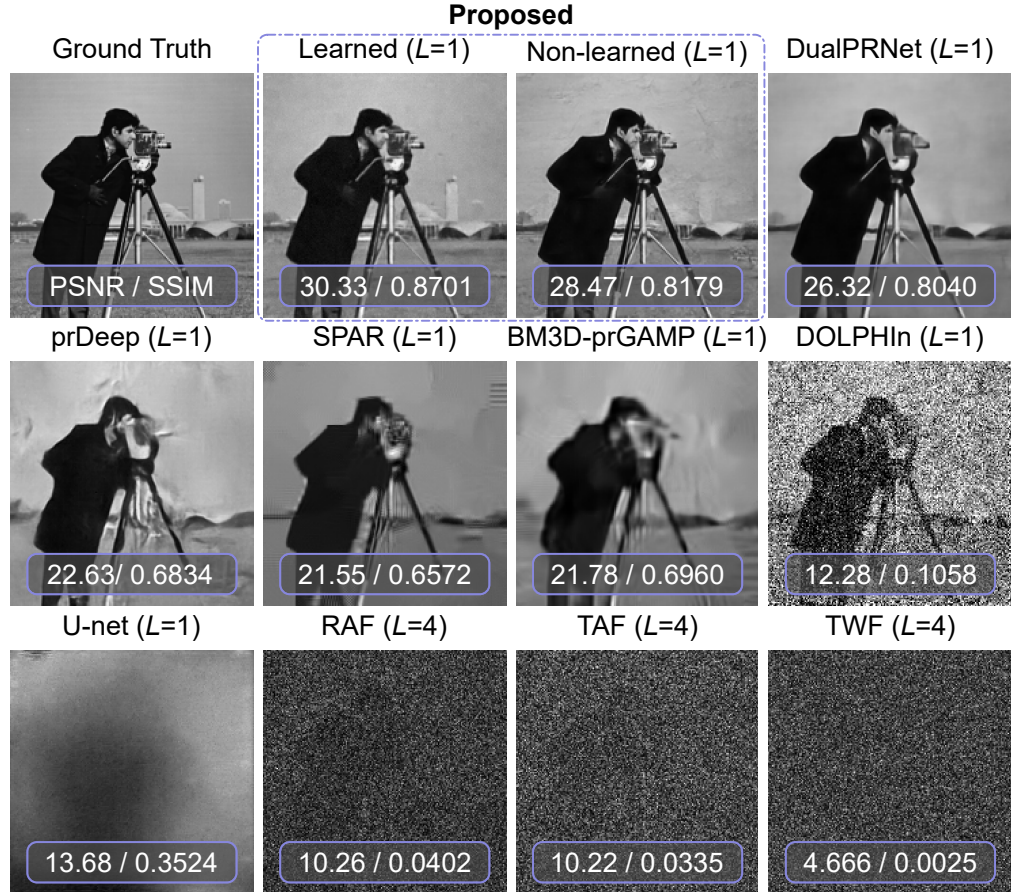 Proposed
Ground Truth
Learned (L=1)
Non-learned (L=1)
DualPRNet (L=1)
PSNR / SSIM
30.33 / 0.8701
28.47 / 0.8179
26.32 / 0.8040
prDeep (L=1)
SPAR (L=1)
BM3D-prGAMP (L=1)
DOLPHIn (L=1)
22.63/ 0.6834
21.55 / 0.6572
21.78 / 0.6960
12.28 / 0.1058
U-net (L=1)
RAF (L=4)
TAF (L=4)
TWF (L=4)
13.68 / 0.3524
10.26 / 0.0402
10.22 / 0.0335
4.666 / 0.0025